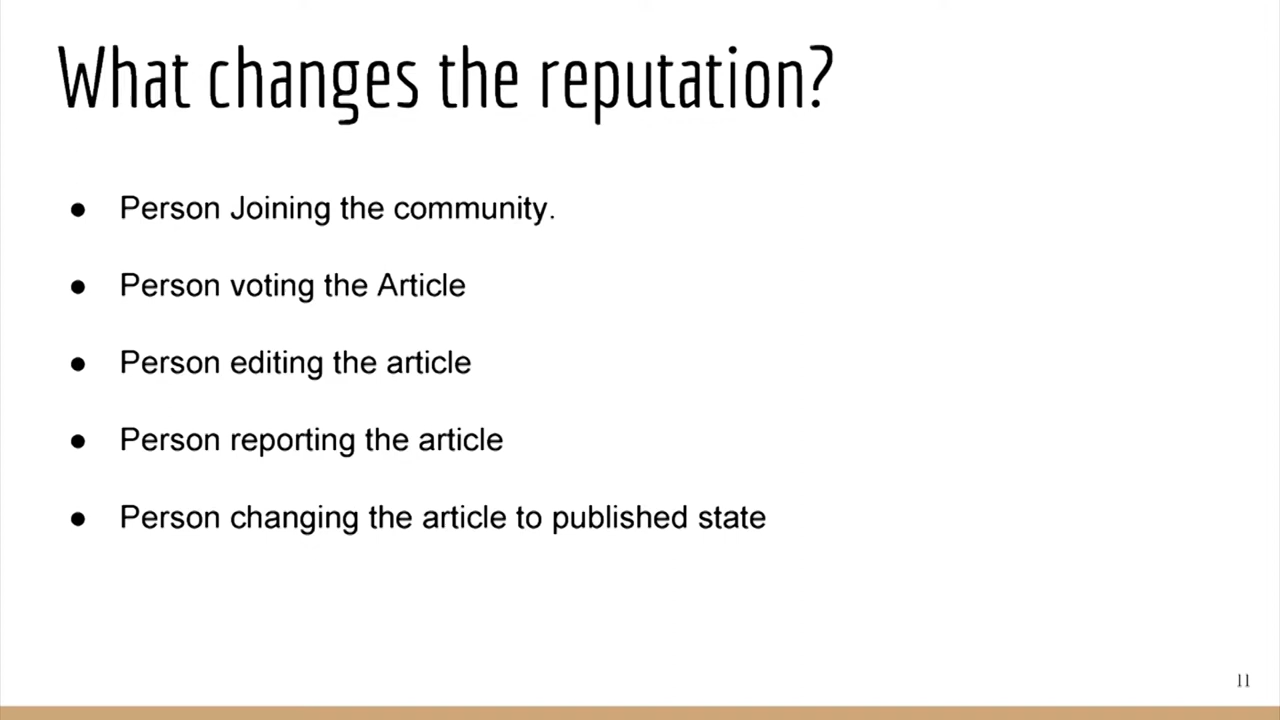 What changes the reputation?
● Person Joining the community.
● Person voting the Article
● Person editing the article
● Person reporting the article
● Person changing the article to published state
11